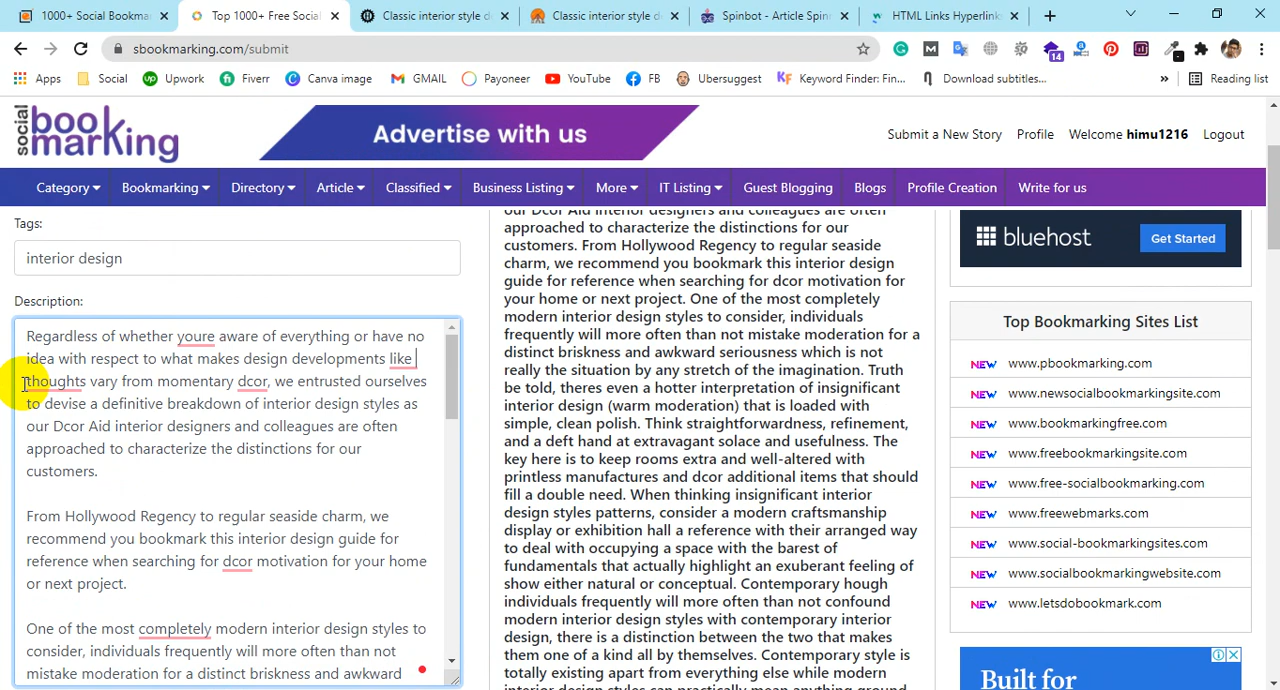 1000 Social Bookmark
Top 1000+ Free Social
Classic interior style d
Classic interior style de
Spinbot - Article Spinn
HTML Links Hyperlink
sbookmarking.com/submit
14
Apps
Social
Upwork
Fiverr
Canva image
GMAIL
Payoneer
YouTube
FB
Ubersuggest
Keyword Finder: Fin...
Download subtitles...
»
Reading list
social
boo
marking
Advertise with us
Submit a New Story
Profile
Welcome himu1216
Logout
Category
Bookmarking
Directory
Article
Classified
Business Listing
More
IT Listing
Guest Blogging
Blogs
Profile Creation
Write for us
Tags:
interior design
Description:
Regardless of whether youre aware of everything or have no
idea with respect to what makes design developments like
thoughts vary from momentary dcor, we entrusted ourselves
to devise a definitive breakdown of interior design styles as
our Dcor Aid interior designers and colleagues are often
approached to characterize the distinctions for our
customers.
From Hollywood Regency to regular seaside charm, we
recommend you bookmark this interior design guide for
reference when searching for dcor motivation for your home
or next project.
One of the most completely modern interior design styles to
consider, individuals frequently will more often than not
mistake moderation for a distinct briskness and awkward
our Dcor Aid interior designers and colleagues are often
approached to characterize the distinctions for our
customers. From Hollywood Regency to regular seaside
charm, we recommend you bookmark this interior design
guide for reference when searching for dcor motivation for
your home or next project. One of the most completely
modern interior design styles to consider, individuals
frequently will more often than not mistake moderation for a
distinct briskness and awkward seriousness which is not
really the situation by any stretch of the imagination. Truth
be told, theres even a hotter interpretation of insignificant
interior design (warm moderation) that is loaded with
simple, clean polish. Think straightforwardness, refinement,
and a deft hand at extravagant solace and usefulness. The
key here is to keep rooms extra and well-altered with
printless manufactures and dcor additional items that should
fill a double need. When thinking insignificant interior
design styles patterns, consider a modern craftsmanship
display or exhibition hall a reference with their arranged way
to deal with occupying a space with the barest of
fundamentals that actually highlight an exuberant feeling of
show either natural or conceptual. Contemporary hough
individuals frequently will more often than not confound
modern interior design styles with contemporary interior
design, there is a distinction between the two that makes
them one of a kind all by themselves. Contemporary style is
totally existing apart from everything else while modern
interior design styles can practically mean anything ground
bluehost
Get Started
Top Bookmarking Sites List
NEW www.pbookmarking.com
NEW www.newsocialbookmarkingsite.com
NEW www.bookmarkingfree.com
NEW www.freebookmarkingsite.com
NEW www.free-socialbookmarking.com
NEW www.freewebmarks.com
NEW www.social-bookmarkingsites.com
NEW www.socialbookmarkingwebsite.com
NEW www.letsdobookmark.com
Built for